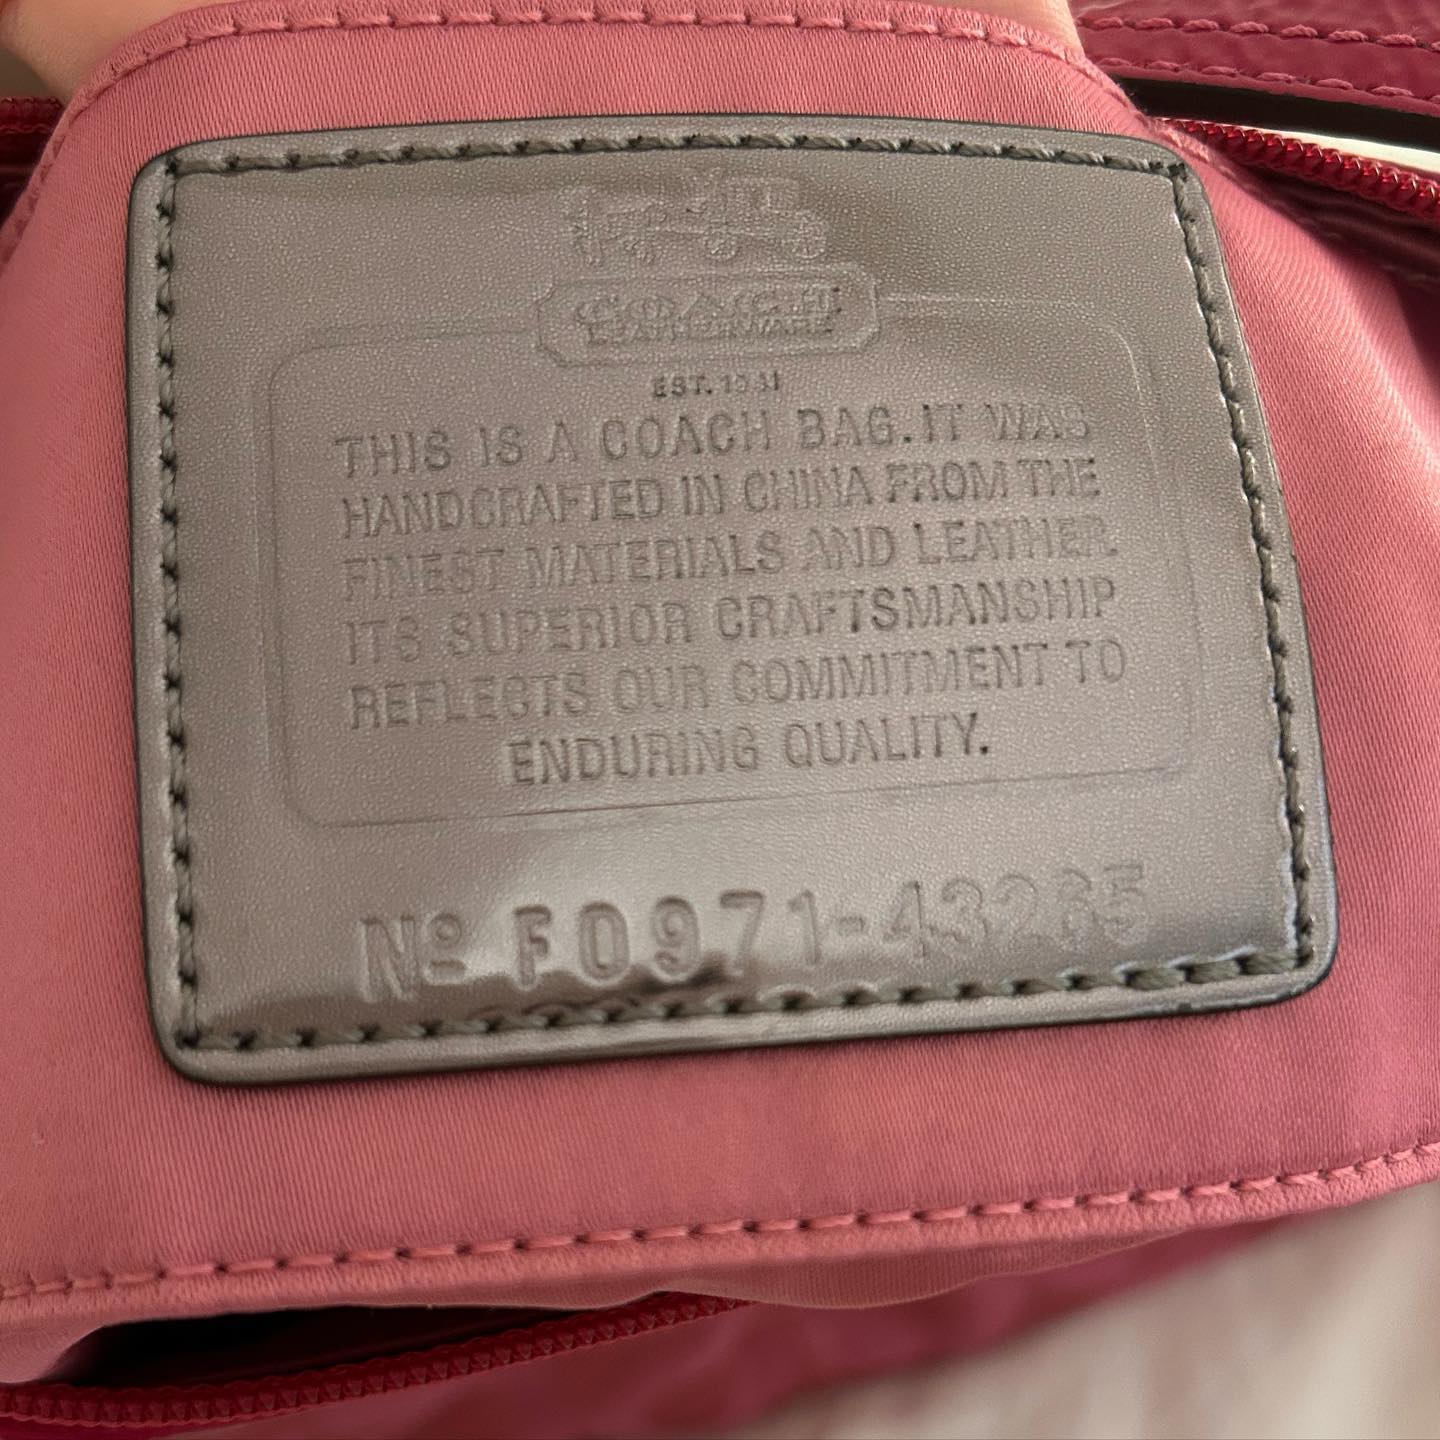 COACH
LEATHERWARE
EST. 1941
THIS IS A COACH BAG. IT WAS
HANDCRAFTED IN CHINA FROM THE
FINEST MATERIALS AND LEATHER.
ITS SUPERIOR CRAFTSMANSHIP
REFLECTS OUR COMMITMENT TO
ENDURING QUALITY.
Nº F0971-43265